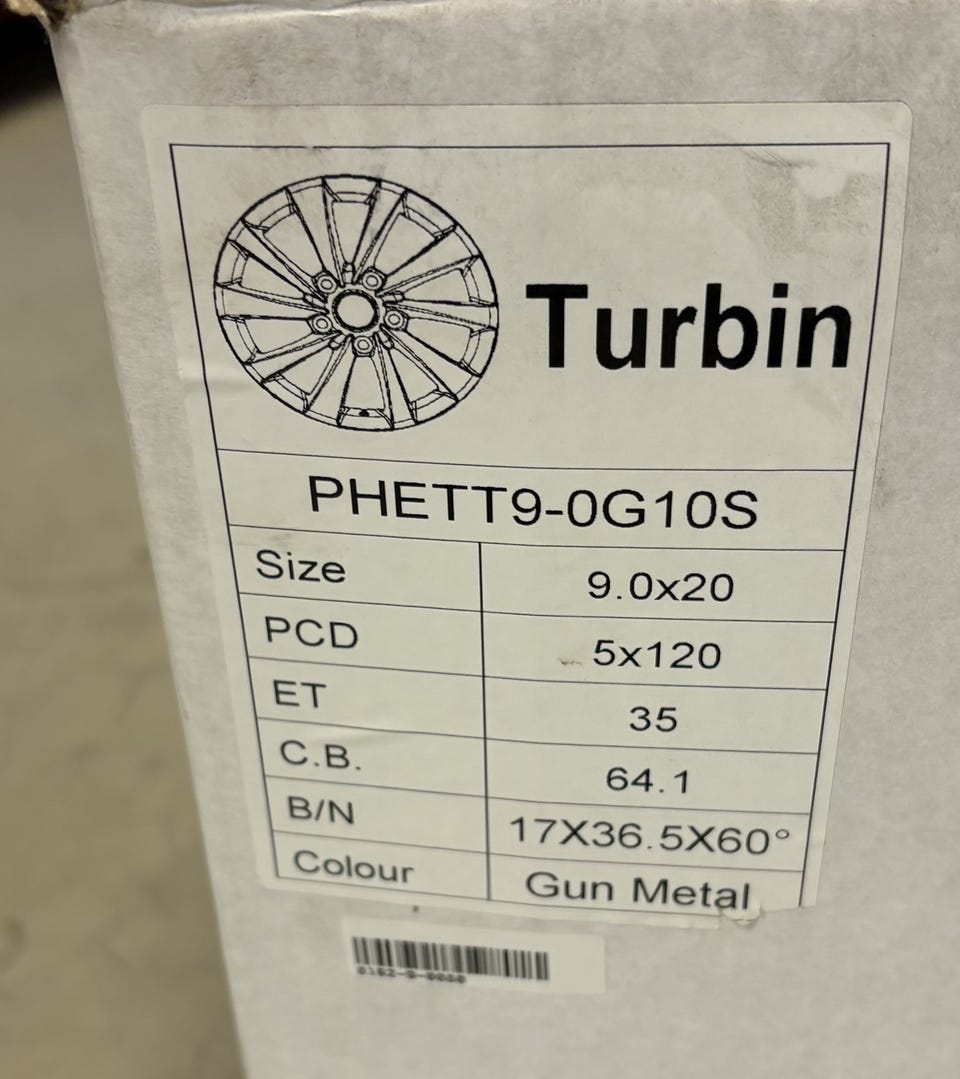 Turbin
PHETT9-0G10S
Size 9.0x20
PCD 5x120
ET 35
C.B. 64.1
B/N 17X36.5X60°
Colour Gun Metal